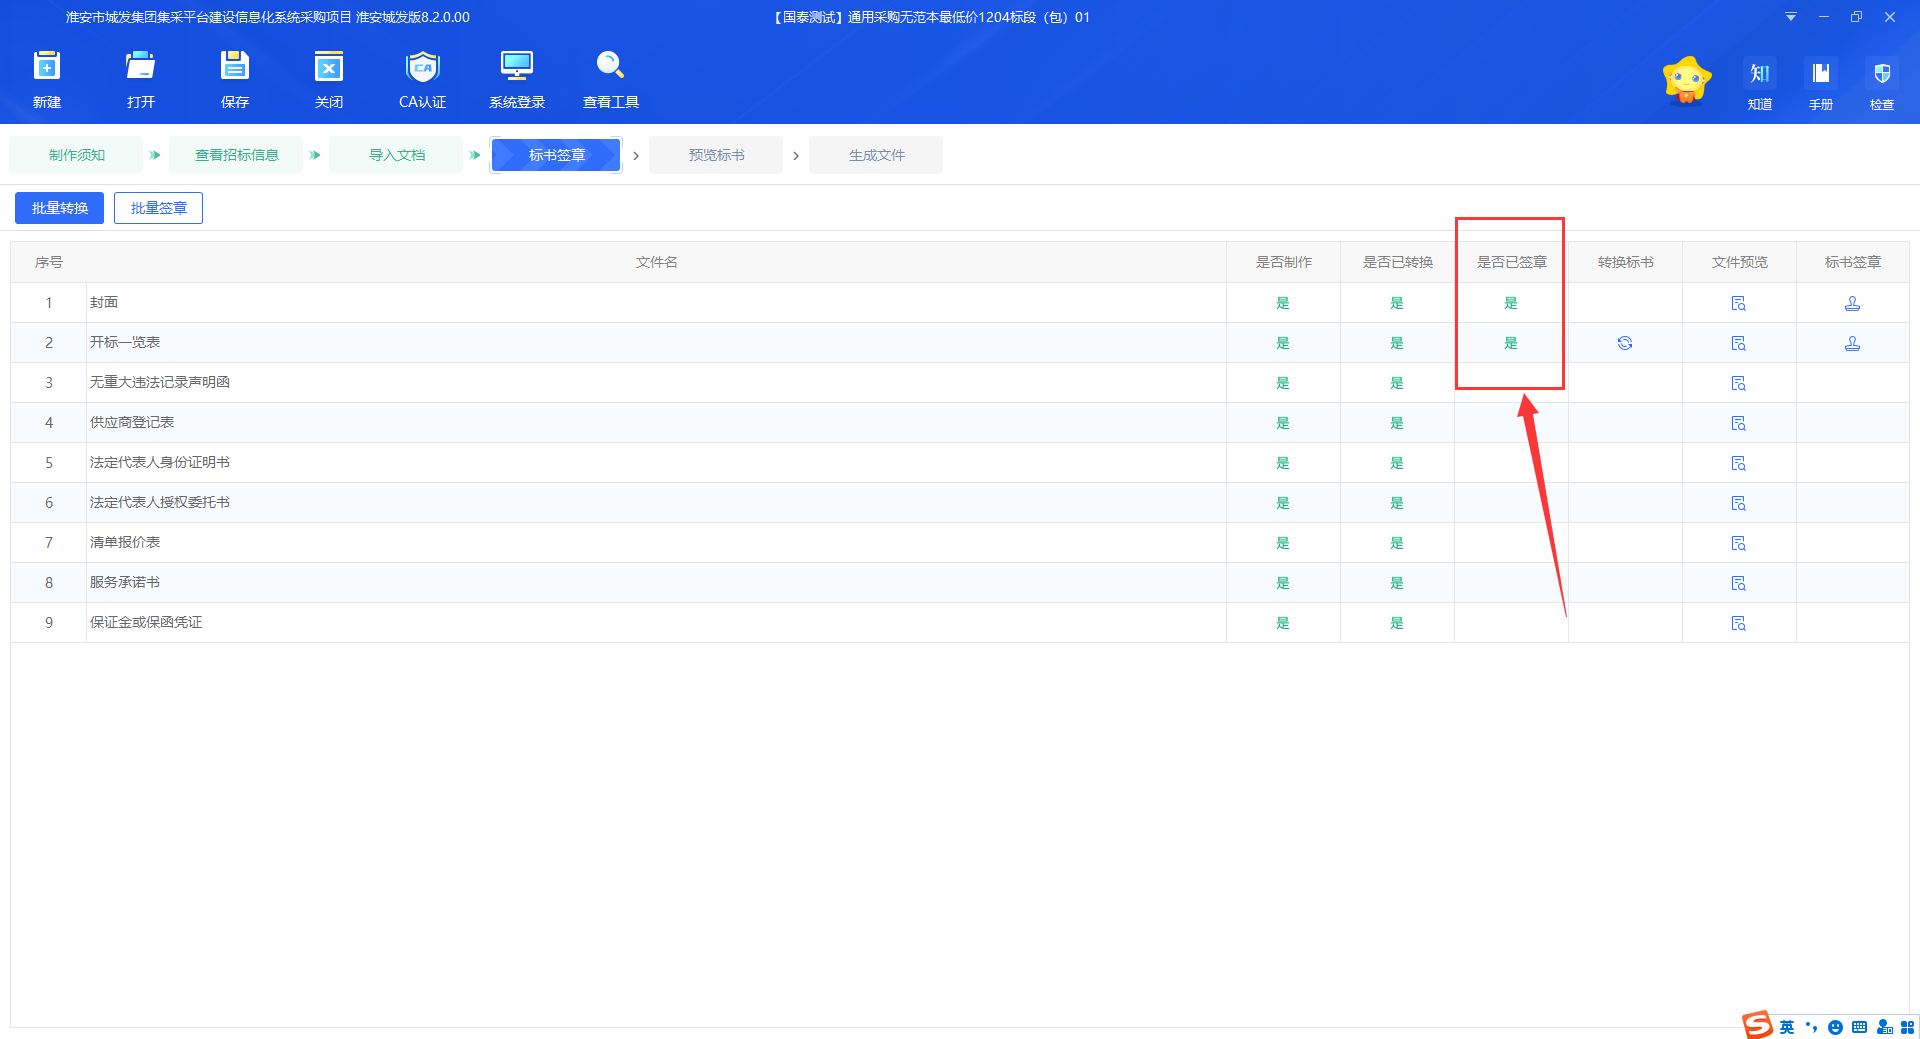 淮安市城发集团集采平台建设信息化系统采购项目 淮安城发版8.2.0.00
【国泰测试】通用采购无范本最低价1204标段（包）01
新建 打开 保存 关闭 CA认证 系统登录 查看工具
知道 手册 检查
制作须知 查看招标信息 导入文档 标书签章 预览标书 生成文件
批量转换 批量签章
序号 文件名 是否制作 是否已转换 是否已签章 转换标书 文件预览 标书签章
1 封面 是 是 是
2 开标一览表 是 是 是
3 无重大违法记录声明函 是 是
4 供应商登记表 是 是
5 法定代表人身份证明书 是 是
6 法定代表人授权委托书 是 是
7 清单报价表 是 是
8 服务承诺书 是 是
9 保证金或保函凭证 是 是
英